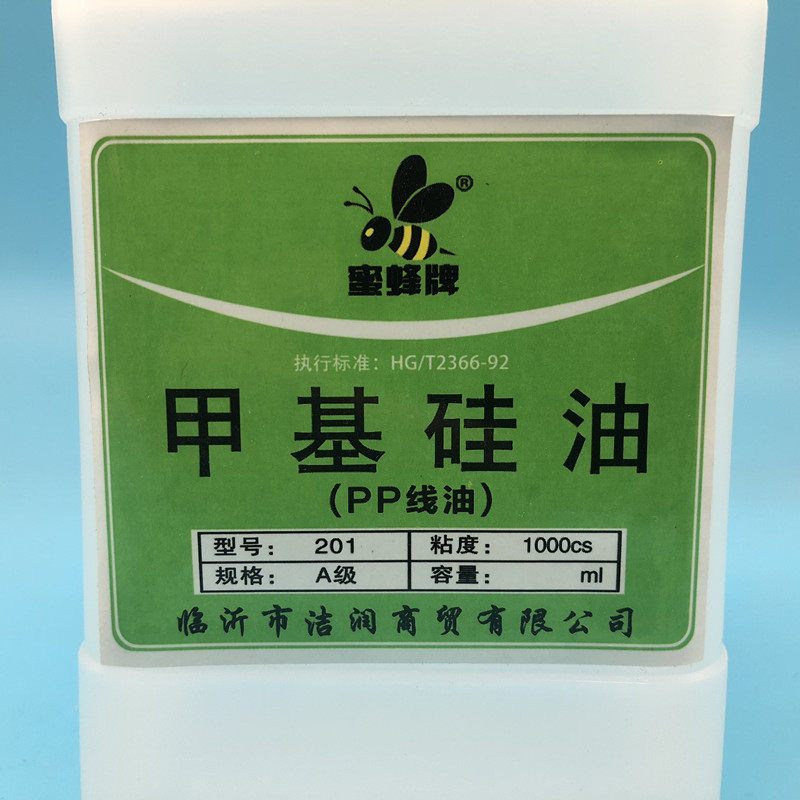 ®
蜜蜂牌
执行标准：HG/T2366-92
甲基硅油
(PP线油)
型号：201 粘度：1000cs
规格：A级 容量：ml
临沂市洁润商贸有限公司